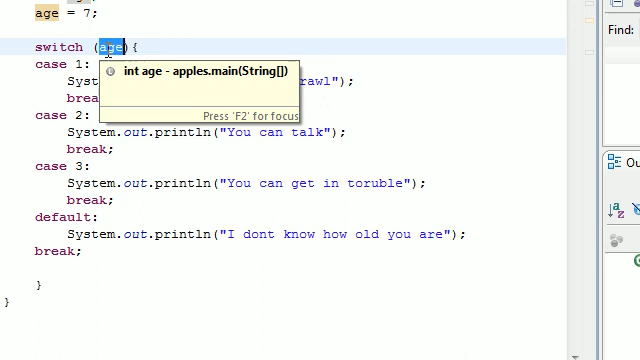 age = 7;
Find:
switch (age){
case 1:
int age - apples.main(String[])
Sys rawl");
brea
Press 'F2' for focus
case 2:
System.out.println("You can talk");
break;
case 3:
System.out.println("You can get in toruble");
break;
default:
System.out.println("I dont know how old you are");
break;
}
}